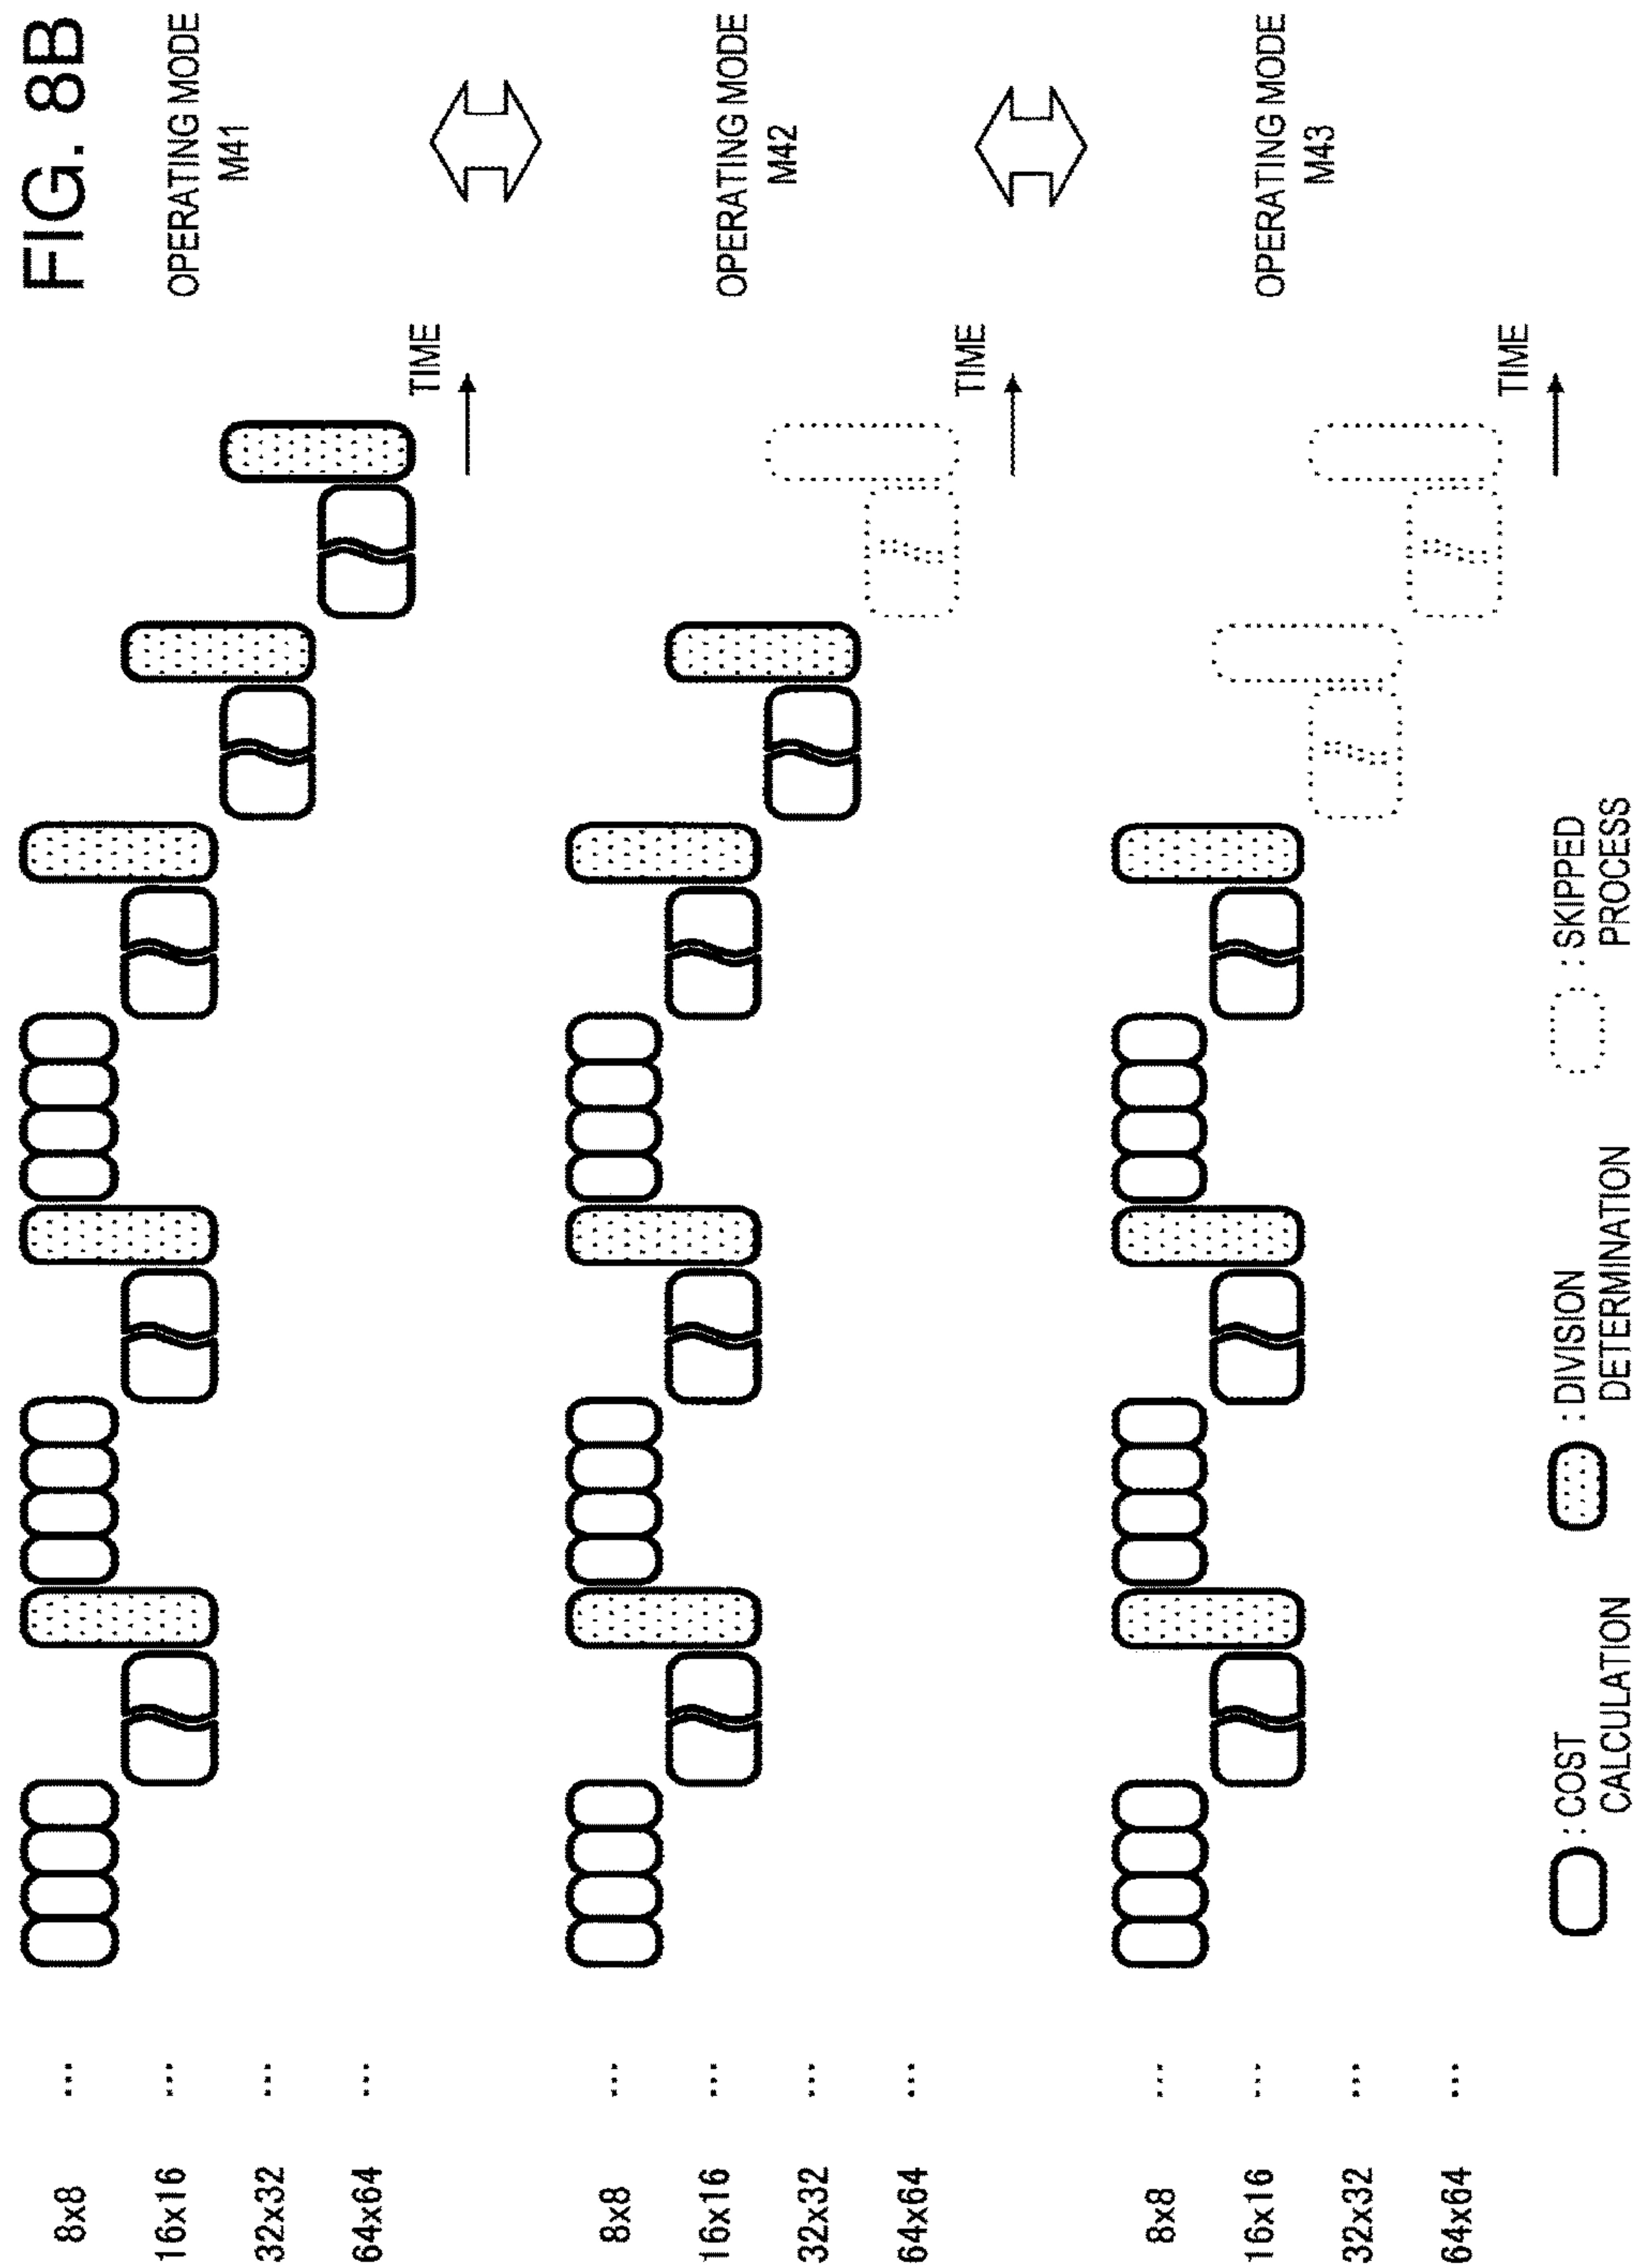 FIG. 8B
8x8 ...
16x16 ...
32x32 ...
64x64 ...
TIME
OPERATING MODE
M41
8x8 ...
16x16 ...
32x32 ...
64x64 ...
TIME
OPERATING MODE
M42
8x8 ...
16x16 ...
32x32 ...
64x64 ...
TIME
OPERATING MODE
M43
: COST
CALCULATION
: DIVISION
DETERMINATION
: SKIPPED
PROCESS